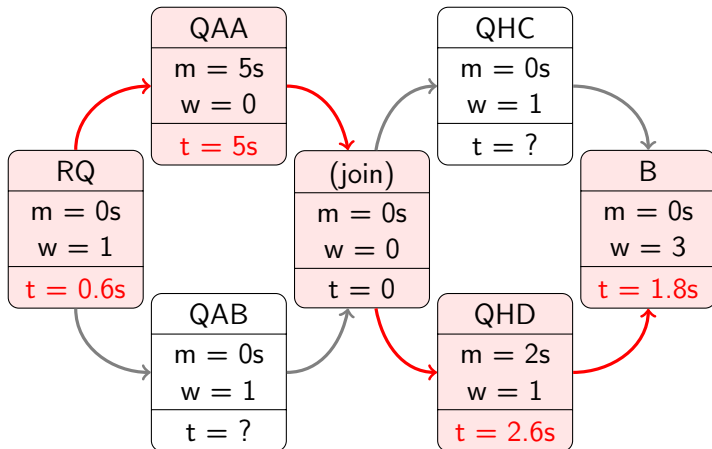 QAA
m = 5s
w = 0
t = 5s
QHC
m = 0s
w = 1
t = ?
RQ
m = 0s
w = 1
t = 0.6s
(join)
m = 0s
w = 0
t = 0
B
m = 0s
w = 3
t = 1.8s
QAB
m = 0s
w = 1
t = ?
QHD
m = 2s
w = 1
t = 2.6s